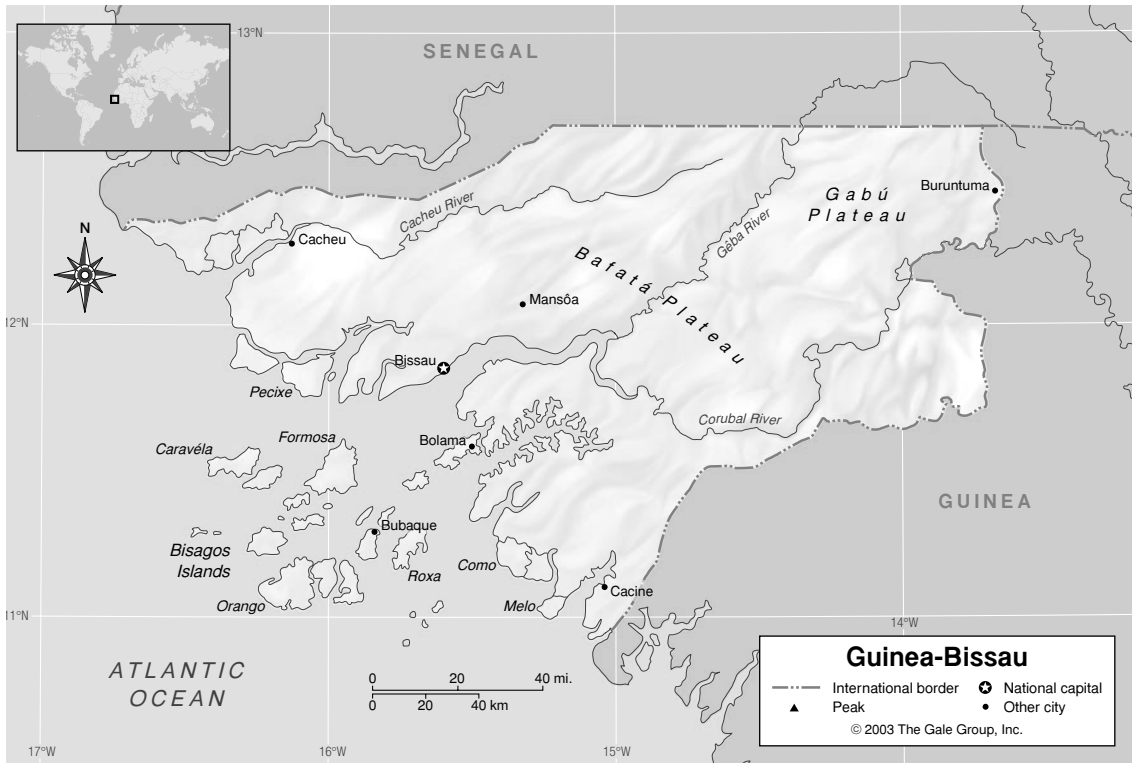 13°N
SENEGAL
Buruntuma
Gabú
Plateau
Cacheu River
Gêba River
N
Cacheu
Bafatá Plateau
Mansôa
12°N
Bissau
Pecixe
Corubal River
Formosa
Bolama
Caravéla
GUINEA
Bubaque
Bisagos
Islands
Como
Roxa
Cacine
Orango
Melo
11°N
14°W
ATLANTIC
OCEAN
0 20 40 mi.
0 20 40 km
Guinea-Bissau
International border
National capital
Peak
Other city
© 2003 The Gale Group, Inc.
17°W
16°W
15°W